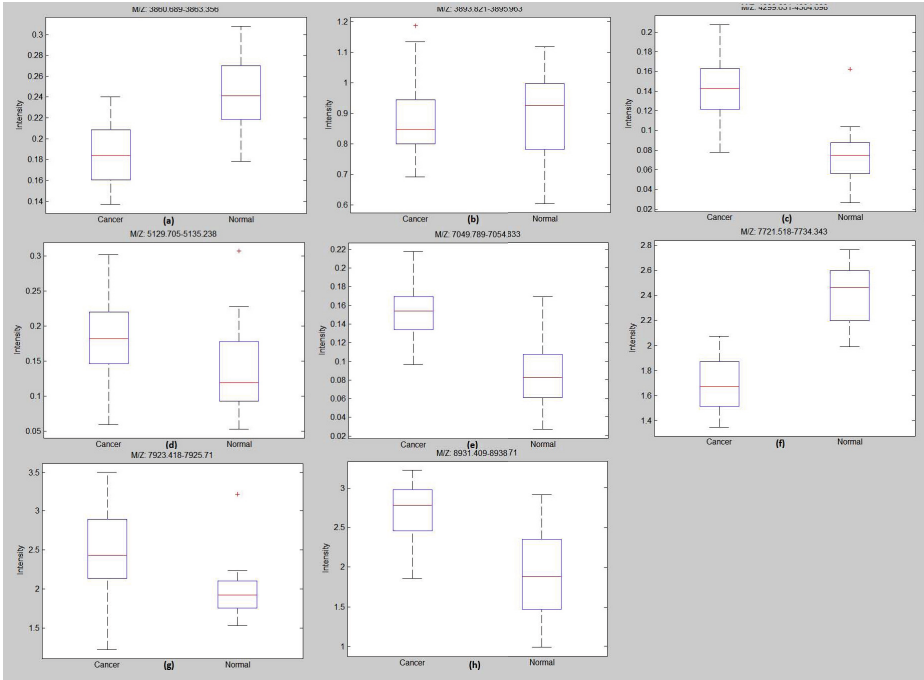 M/Z: 3860.689-3863.356
0.3
0.28
0.26
0.24
0.22
0.2
0.18
0.16
0.14
Intensity
Cancer
(a)
Normal
M/Z: 3893.821-3895.963
1.2
1.1
1
0.9
0.8
0.7
0.6
Intensity
Cancer
(b)
Normal
0.2
0.18
0.16
0.14
0.12
0.1
0.08
0.06
0.04
0.02
Intensity
Cancer
(c)
Normal
M/Z: 5129.705-5135.238
0.3
0.25
0.2
0.15
0.1
0.05
Intensity
Cancer
(d)
Normal
M/Z: 7049.789-7054.533
0.22
0.2
0.18
0.16
0.14
0.12
0.1
0.08
0.06
0.04
0.02
Intensity
Cancer
(e)
Normal
M/Z: 7721.518-7734.343
2.8
2.6
2.4
2.2
2
1.8
1.6
1.4
Intensity
Cancer
(f)
Normal
M/Z: 7923.418-7925.71
3.5
3
2.5
2
1.5
Intensity
Cancer
(g)
Normal
M/Z: 8931.409-8938.71
3
2.5
2
1.5
1
Intensity
Cancer
(h)
Normal